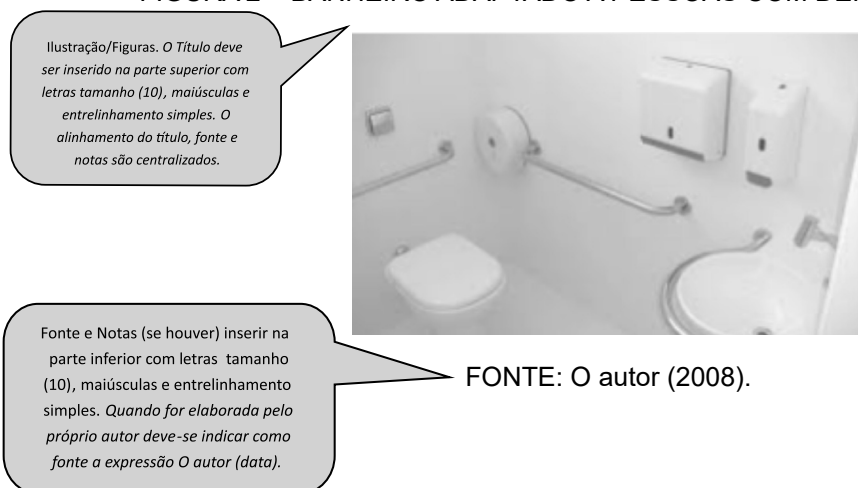 Ilustração/Figuras. O Título deve
ser inserido na parte superior com
letras tamanho (10), maiúsculas e
entrelinhamento simples. O
alinhamento do título, fonte e
notas são centralizados.
Fonte e Notas (se houver) inserir na
parte inferior com letras tamanho
(10), maiúsculas e entrelinhamento
simples. Quando for elaborada pelo
próprio autor deve-se indicar como
fonte a expressão O autor (data).
FONTE: O autor (2008).